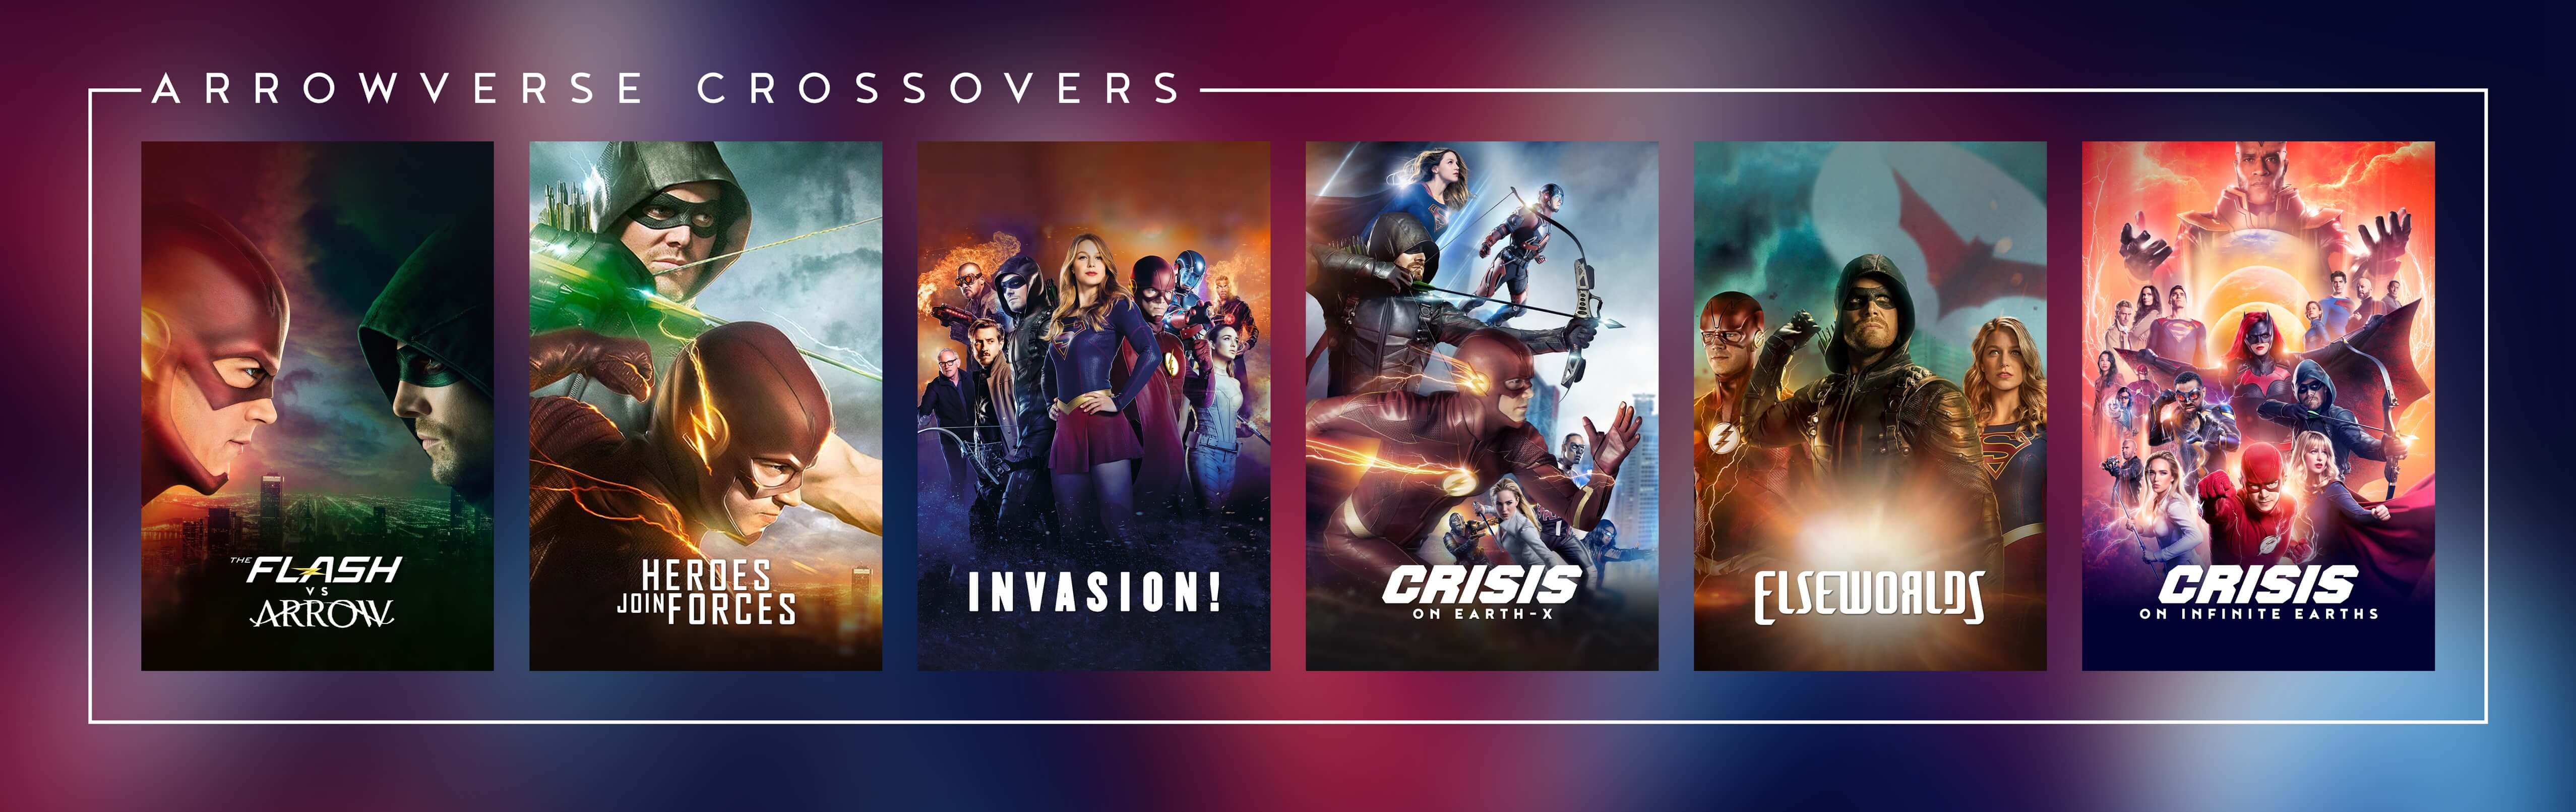 ARROWVERSE CROSSOVERS
THE FLASH
VS
ARROW
HEROES
JOIN FORCES
INVASION!
CRISIS
ON EARTH-X
ELSEWORLDS
CRISIS
ON INFINITE EARTHS